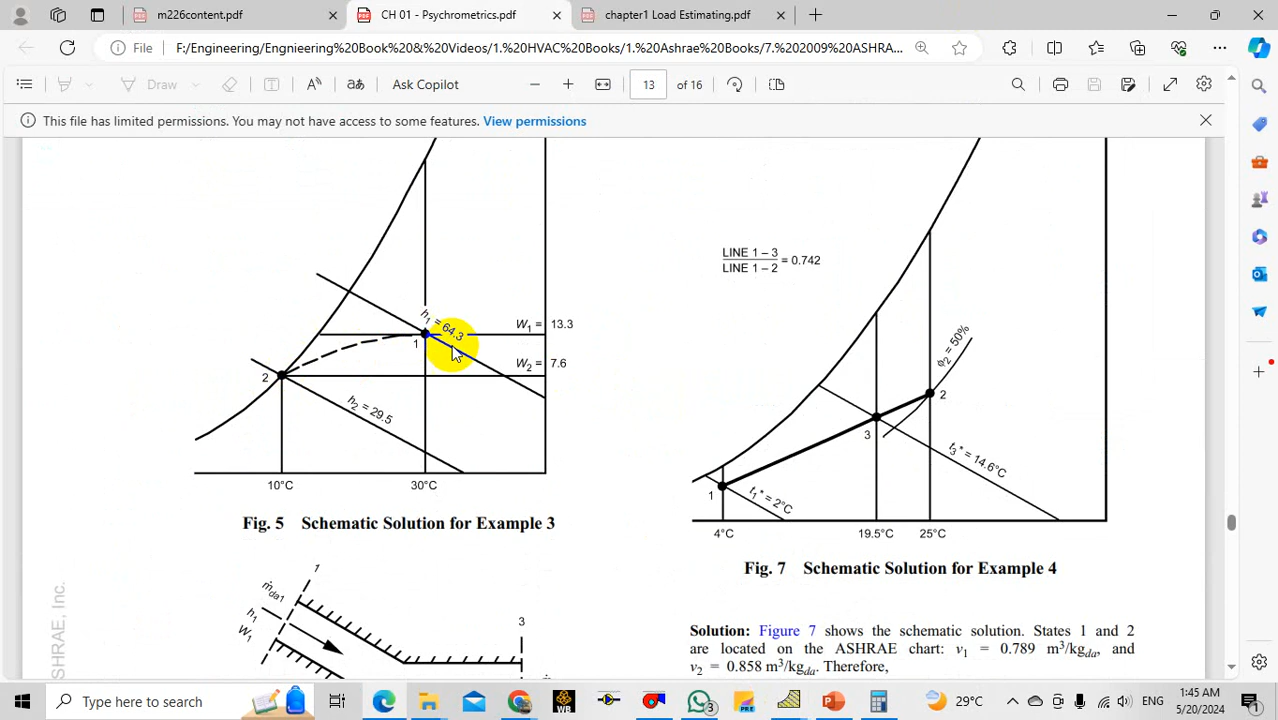 m226content.pdf
CH 01 - Psychrometrics.pdf
chapter1 Load Estimating.pdf
File
F:/Engineering/Engnieering%20Book%20&%20Videos/1.%20HVAC%20Books/1.%20Ashrae%20Books/7.%202009%20ASHRA...
Draw
Ask Copilot
13 of 16
This file has limited permissions. You may not have access to some features. View permissions
h1 = 64.3
W1 = 13.3
1
W2 = 7.6
2
h2 = 29.5
10°C 30°C
Fig. 5 Schematic Solution for Example 3
1
ṁda1
h1
W1
3
SHRAE, Inc.
LINE 1 – 3
LINE 1 – 2 = 0.742
ϕ2 = 50%
2
3
t3* = 14.6°C
1
t1* = 2°C
4°C 19.5°C 25°C
Fig. 7 Schematic Solution for Example 4
Solution: Figure 7 shows the schematic solution. States 1 and 2
are located on the ASHRAE chart: v1 = 0.789 m³/kgda, and
v2 = 0.858 m³/kgda. Therefore,
Type here to search
WB
3
PRE
29°C
1:45 AM
5/20/2024
1